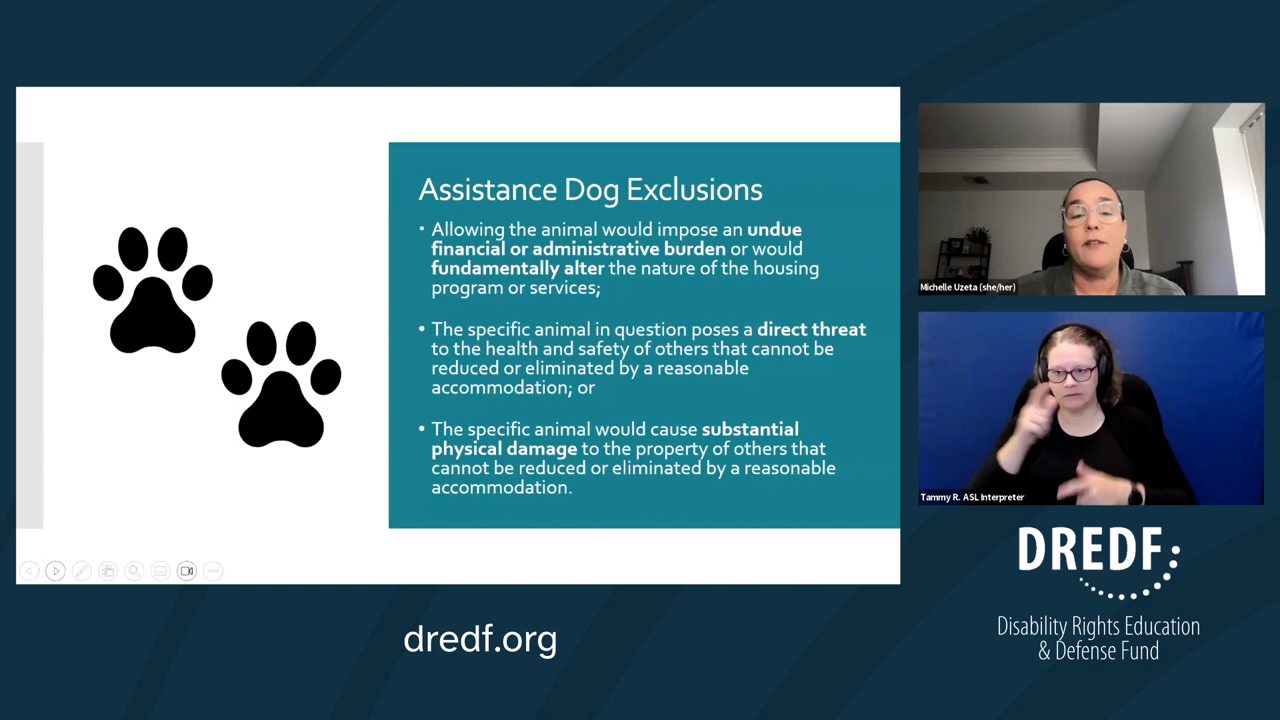 Assistance Dog Exclusions
• Allowing the animal would impose an undue
financial or administrative burden or would
fundamentally alter the nature of the housing
program or services;
• The specific animal in question poses a direct threat
to the health and safety of others that cannot be
reduced or eliminated by a reasonable
accommodation; or
• The specific animal would cause substantial
physical damage to the property of others that
cannot be reduced or eliminated by a reasonable
accommodation.
Michelle Uzeta (she/her)
Tammy R. ASL Interpreter
DREDF
Disability Rights Education
& Defense Fund
dredf.org